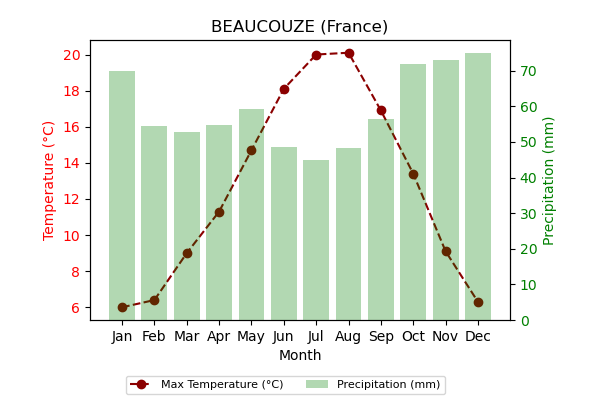 BEAUCOUZE (France)
Temperature (°C)
20
18
16
14
12
10
8
6
70
60
50
40
30
20
10
0
Precipitation (mm)
Jan Feb Mar Apr May Jun Jul Aug Sep Oct Nov Dec
Month
Max Temperature (°C) Precipitation (mm)